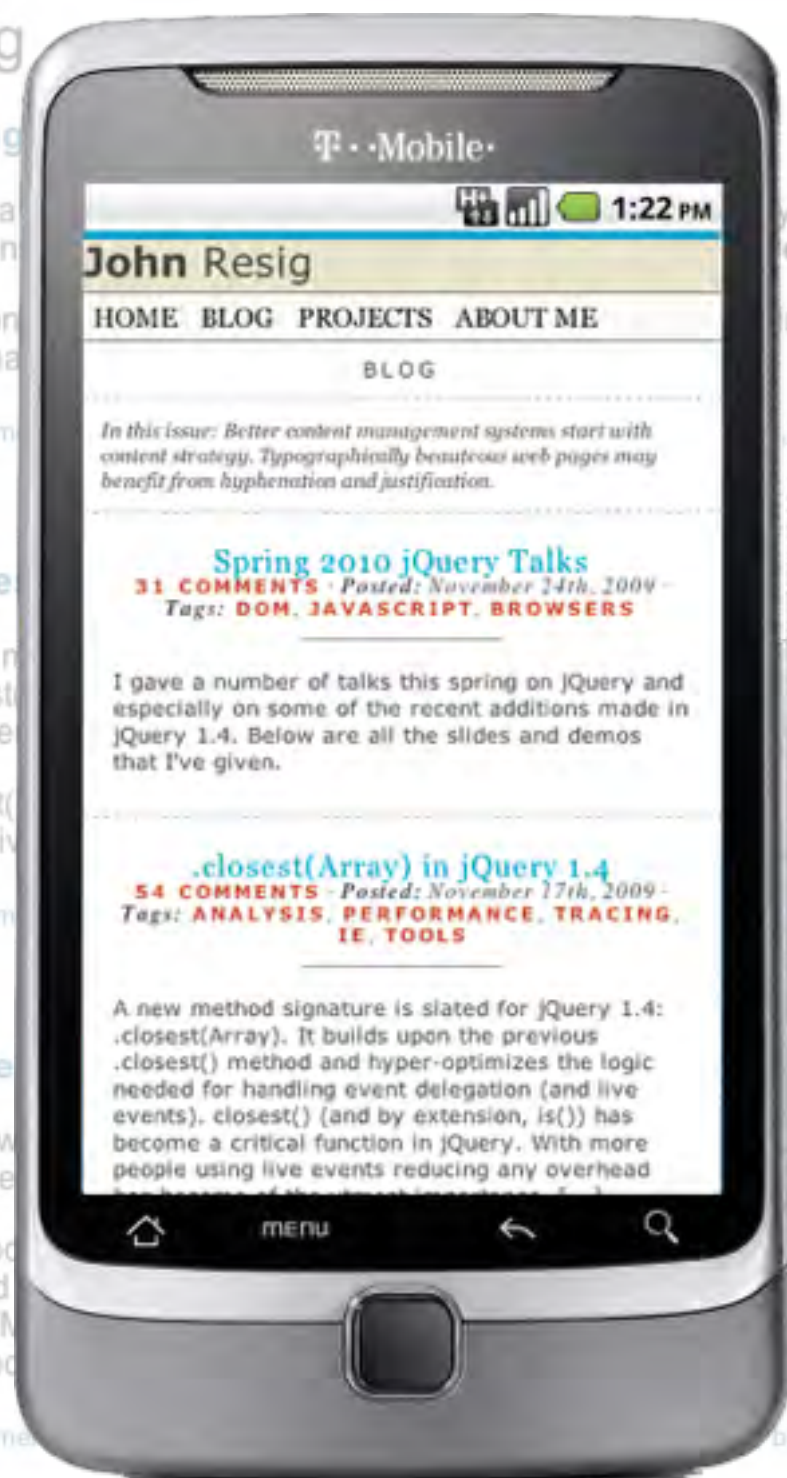 T··Mobile·
1:22 PM
John Resig
HOME BLOG PROJECTS ABOUT ME
BLOG
In this issue: Better content management systems start with
content strategy. Typographically beauteous web pages may
benefit from hyphenation and justification.
Spring 2010 jQuery Talks
31 COMMENTS · Posted: November 24th, 2009 ·
Tags: DOM, JAVASCRIPT, BROWSERS
I gave a number of talks this spring on jQuery and
especially on some of the recent additions made in
jQuery 1.4. Below are all the slides and demos
that I've given.
.closest(Array) in jQuery 1.4
54 COMMENTS · Posted: November 17th, 2009 ·
Tags: ANALYSIS, PERFORMANCE, TRACING,
IE, TOOLS
A new method signature is slated for jQuery 1.4:
.closest(Array). It builds upon the previous
.closest() method and hyper-optimizes the logic
needed for handling event delegation (and live
events). closest() (and by extension, is()) has
become a critical function in jQuery. With more
people using live events reducing any overhead
has become of the utmost importance. [...]
menu